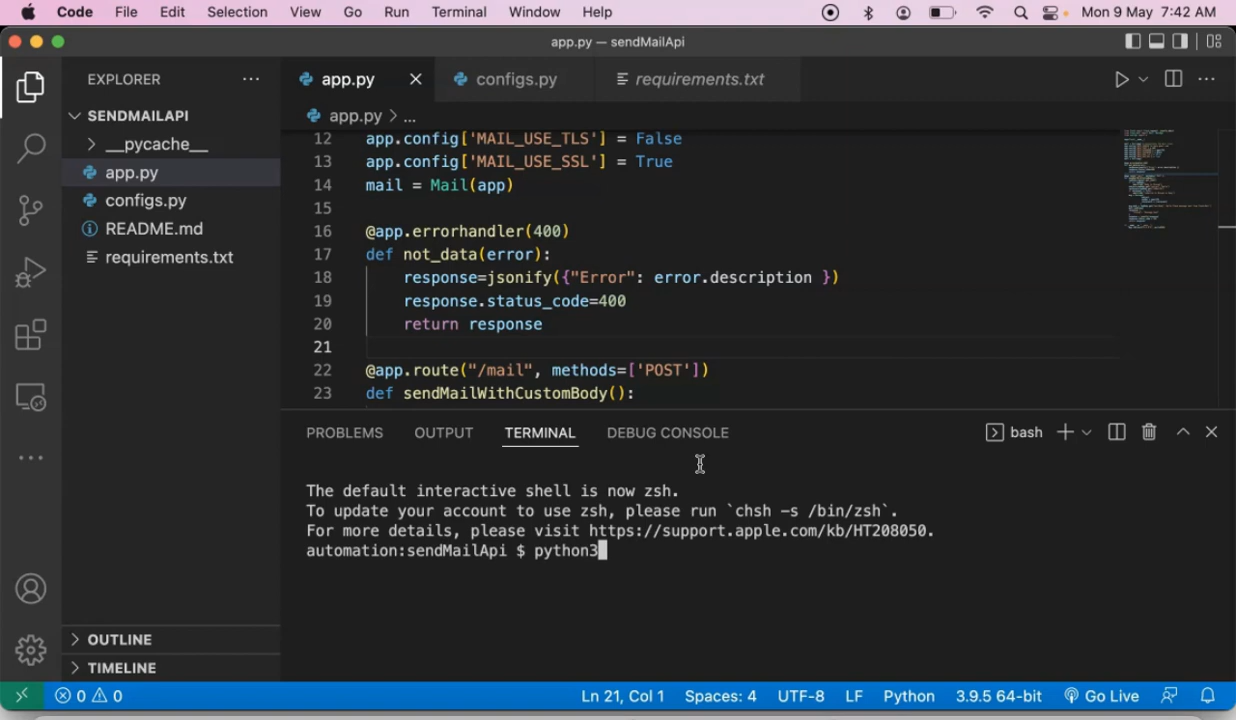 Code File Edit Selection View Go Run Terminal Window Help Mon 9 May 7:42 AM
app.py — sendMailApi
EXPLORER
SENDMAILAPI
__pycache__
app.py
configs.py
README.md
requirements.txt
OUTLINE
TIMELINE
app.py configs.py requirements.txt
app.py > ...
12 app.config['MAIL_USE_TLS'] = False
13 app.config['MAIL_USE_SSL'] = True
14 mail = Mail(app)
15
16 @app.errorhandler(400)
17 def not_data(error):
18 response=jsonify({"Error": error.description })
19 response.status_code=400
20 return response
21
22 @app.route("/mail", methods=['POST'])
23 def sendMailWithCustomBody():
PROBLEMS OUTPUT TERMINAL DEBUG CONSOLE bash
The default interactive shell is now zsh.
To update your account to use zsh, please run `chsh -s /bin/zsh`.
For more details, please visit https://support.apple.com/kb/HT208050.
automation:sendMailApi $ python3
0 0 Ln 21, Col 1 Spaces: 4 UTF-8 LF Python 3.9.5 64-bit Go Live